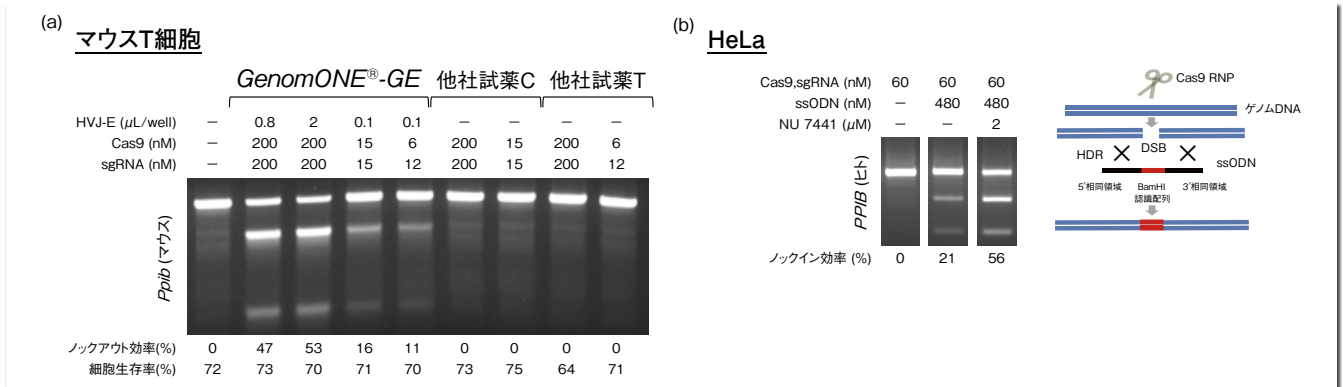 (a)
マウスT細胞
GenomONE®-GE 他社試薬C 他社試薬T
HVJ-E (μL/well) – 0.8 2 0.1 0.1 – – – –
Cas9 (nM) – 200 200 15 6 200 15 200 6
sgRNA (nM) – 200 200 15 12 200 15 200 12
Ppib (マウス)
ノックアウト効率(%) 0 47 53 16 11 0 0 0 0
細胞生存率(%) 72 73 70 71 70 73 75 64 71
(b)
HeLa
Cas9,sgRNA (nM) 60 60 60
ssODN (nM) – 480 480
NU 7441 (μM) – – 2
PPIB (ヒト)
ノックイン効率 (%) 0 21 56
Cas9 RNP
ゲノムDNA
DSB
HDR
ssODN
5'相同領域 BamHI 3'相同領域
認識配列